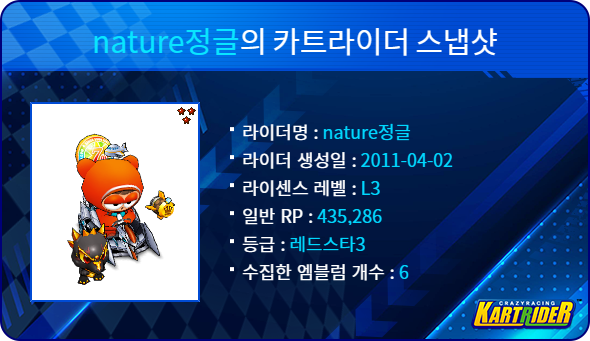 nature정글의 카트라이더 스냅샷
라이더명 : nature정글
라이더 생성일 : 2011-04-02
라이센스 레벨 : L3
일반 RP : 435,286
등급 : 레드스타3
수집한 엠블럼 개수 : 6
CRAZYRACING
KARTRIDER